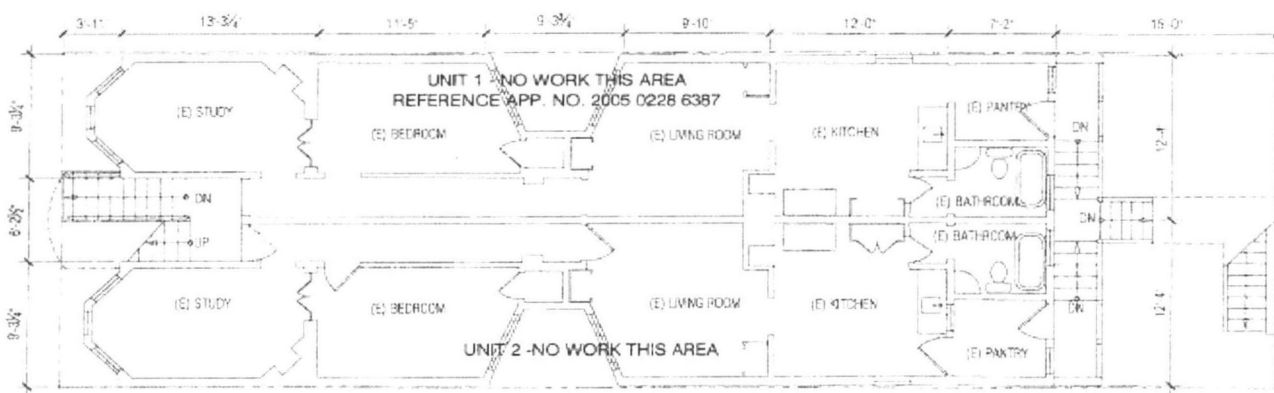 3'-11"
13'-3¼"
11'-5"
9'-3¾"
9'-10"
12'-0"
7'-2"
15'-0"
UNIT 1 - NO WORK THIS AREA
REFERENCE APP. NO. 2005 0228 6387
9'-3¼"
(E) STUDY
(E) BEDROOM
(E) LIVING ROOM
(E) KITCHEN
(E) PANTRY
DN
12'-4"
6'-2½"
DN
(E) BATHROOM
DN
UP
(E) BATHROOM
9'-3¼"
(E) STUDY
(E) BEDROOM
(E) LIVING ROOM
(E) KITCHEN
DN
12'-4"
UNIT 2 -NO WORK THIS AREA
(E) PANTRY